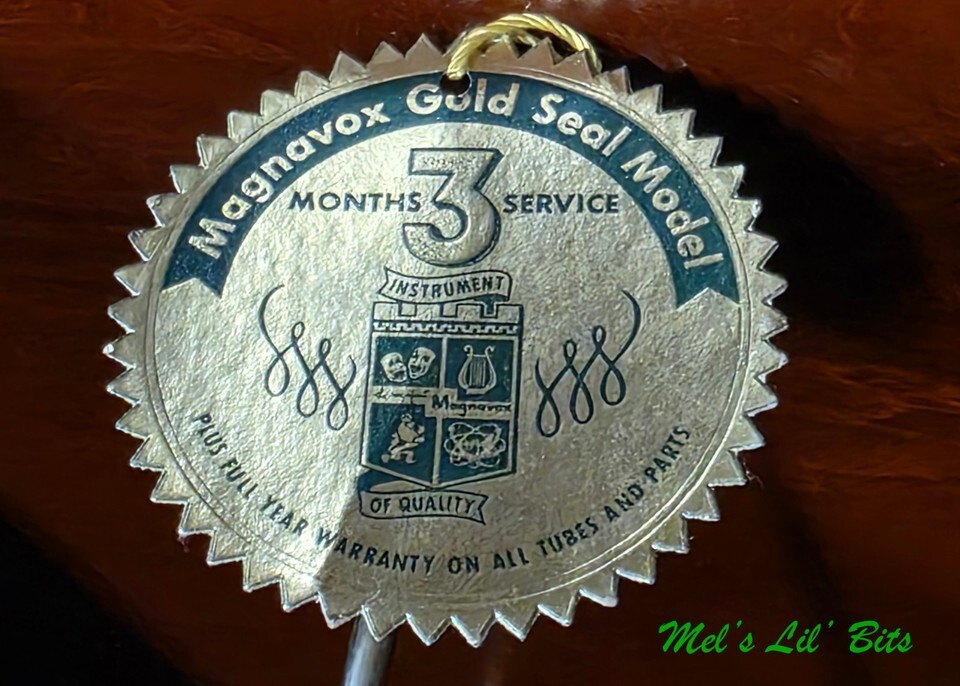 Magnavox Gold Seal Model
MONTHS 3 SERVICE
INSTRUMENT
Magnavox
OF QUALITY
PLUS FULL YEAR WARRANTY ON ALL TUBES AND PARTS
Mel's Lil' Bits